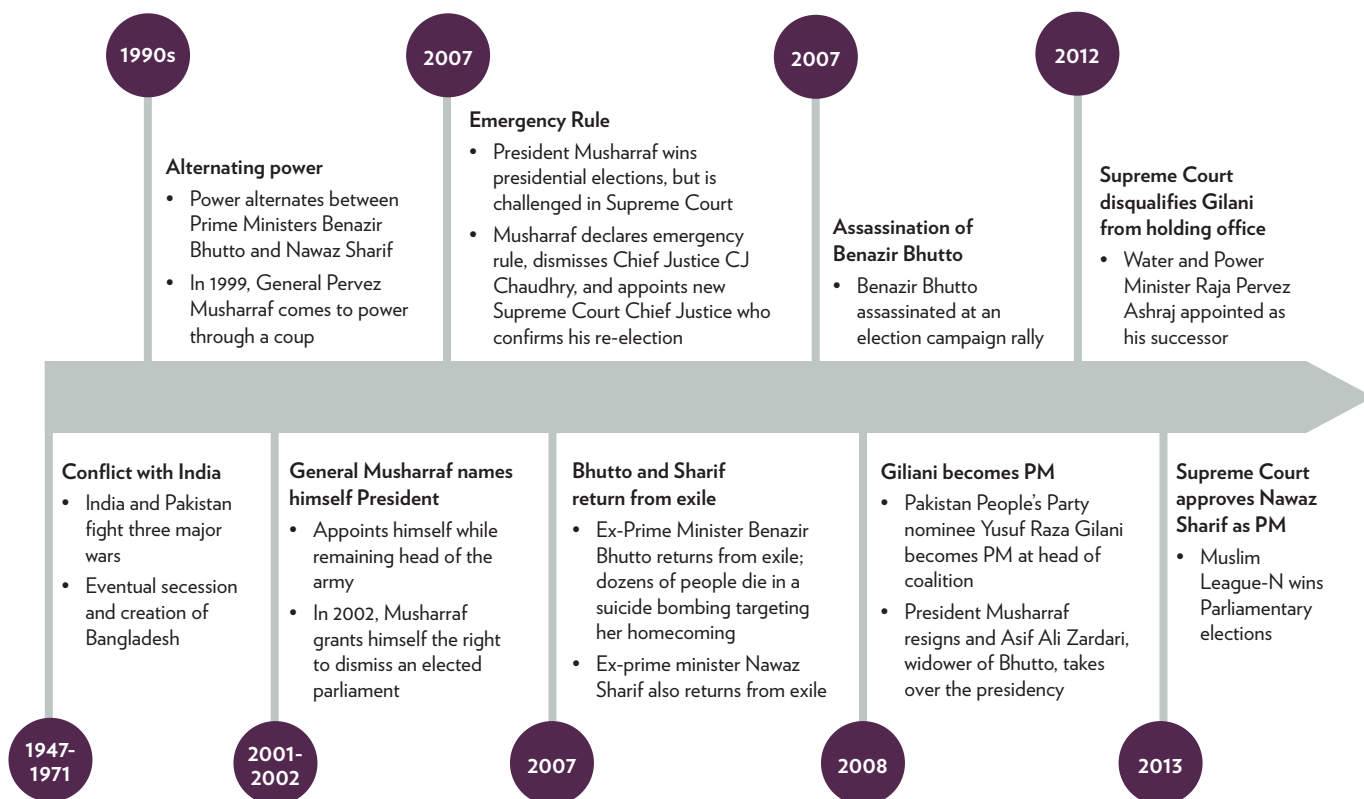 1990s
Alternating power
• Power alternates between
Prime Ministers Benazir
Bhutto and Nawaz Sharif
• In 1999, General Pervez
Musharraf comes to power
through a coup
2007
Emergency Rule
• President Musharraf wins
presidential elections, but is
challenged in Supreme Court
• Musharraf declares emergency
rule, dismisses Chief Justice CJ
Chaudhry, and appoints new
Supreme Court Chief Justice who
confirms his re-election
2007
Assassination of
Benazir Bhutto
• Benazir Bhutto
assassinated at an
election campaign rally
2012
Supreme Court
disqualifies Gilani
from holding office
• Water and Power
Minister Raja Pervez
Ashraj appointed as
his successor
Conflict with India
• India and Pakistan
fight three major
wars
• Eventual secession
and creation of
Bangladesh
1947-
1971
General Musharraf names
himself President
• Appoints himself while
remaining head of the
army
• In 2002, Musharraf
grants himself the right
to dismiss an elected
parliament
2001-
2002
Bhutto and Sharif
return from exile
• Ex-Prime Minister Benazir
Bhutto returns from exile;
dozens of people die in a
suicide bombing targeting
her homecoming
• Ex-prime minister Nawaz
Sharif also returns from exile
2007
Giliani becomes PM
• Pakistan People's Party
nominee Yusuf Raza Gilani
becomes PM at head of
coalition
• President Musharraf
resigns and Asif Ali Zardari,
widower of Bhutto, takes
over the presidency
2008
Supreme Court
approves Nawaz
Sharif as PM
• Muslim
League-N wins
Parliamentary
elections
2013